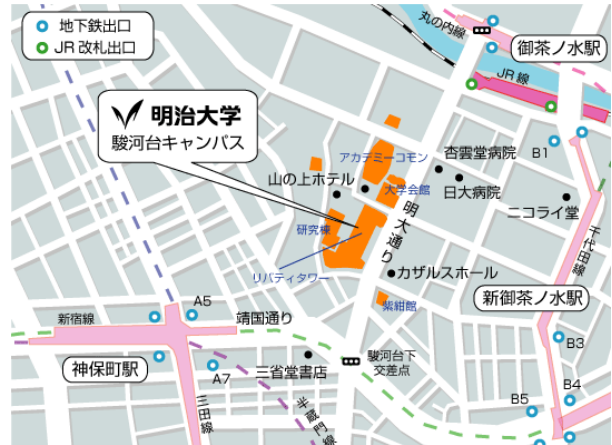 地下鉄出口
JR 改札出口
丸の内線
御茶ノ水駅
JR 線
明治大学
駿河台キャンパス
B1
アカデミーコモン
杏雲堂病院
山の上ホテル
大学会館
日大病院
ニコライ堂
研究棟
明大通り
千代田線
リバティタワー
カザルスホール
紫紺館
新御茶ノ水駅
A5
新宿線
靖国通り
B3
神保町駅
A7
三省堂書店
駿河台下
交差点
三田線
半蔵門線
B4
B5